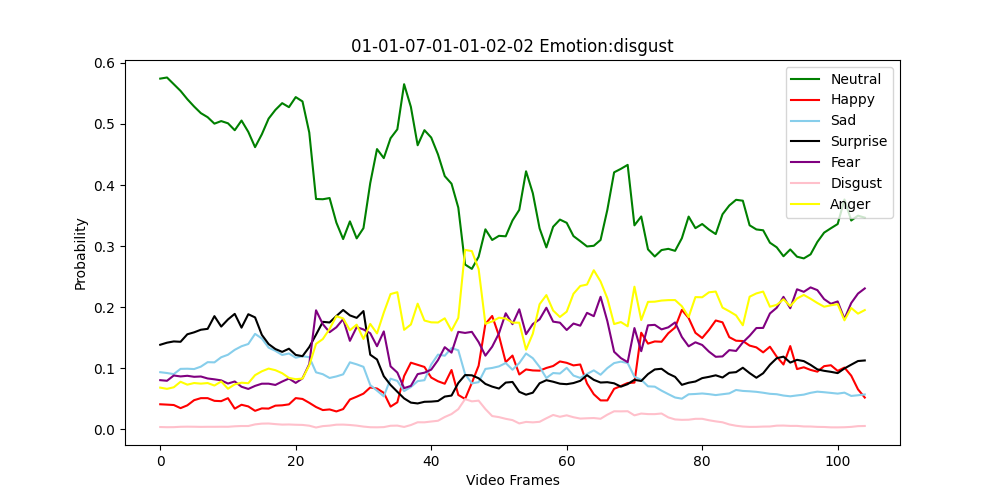 01-01-07-01-01-02-02 Emotion:disgust
Probability
0.6
0.5
0.4
0.3
0.2
0.1
0.0
0
20
40
60
80
100
Video Frames
Neutral
Happy
Sad
Surprise
Fear
Disgust
Anger